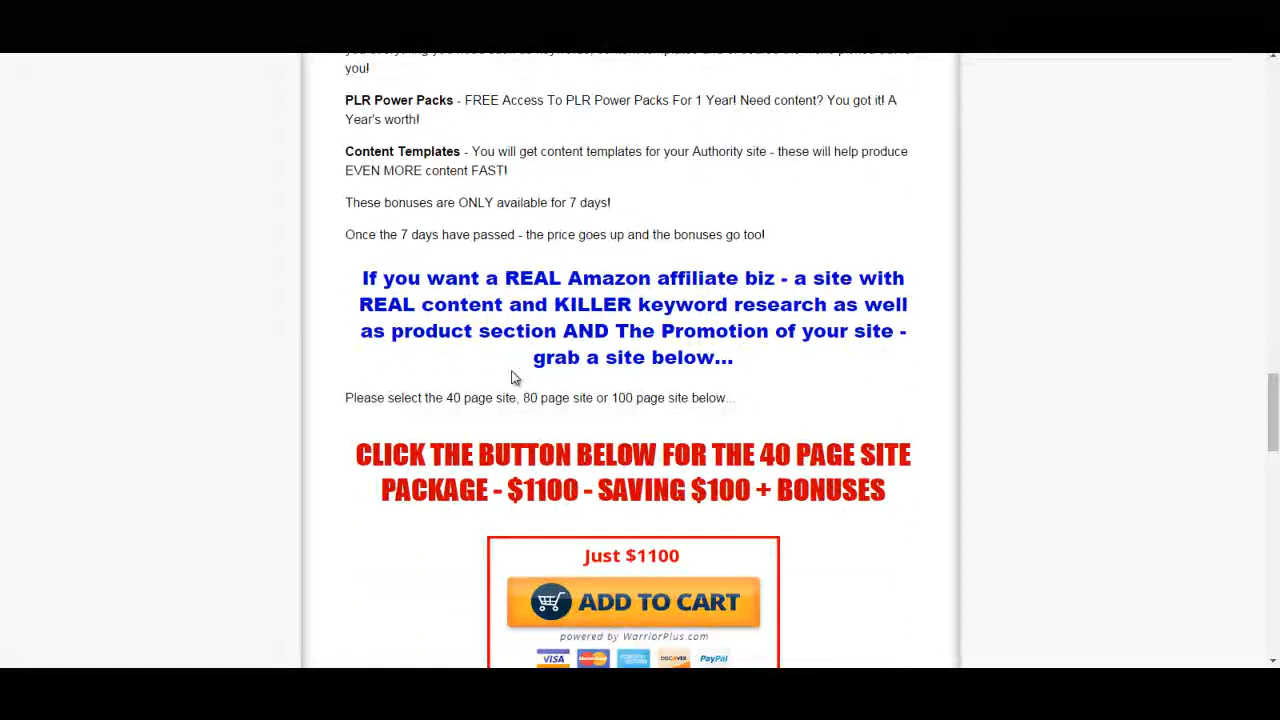 you!
PLR Power Packs - FREE Access To PLR Power Packs For 1 Year! Need content? You got it! A
Year's worth!
Content Templates - You will get content templates for your Authority site - these will help produce
EVEN MORE content FAST!
These bonuses are ONLY available for 7 days!
Once the 7 days have passed - the price goes up and the bonuses go too!
If you want a REAL Amazon affiliate biz - a site with
REAL content and KILLER keyword research as well
as product section AND The Promotion of your site -
grab a site below...
Please select the 40 page site, 80 page site or 100 page site below...
CLICK THE BUTTON BELOW FOR THE 40 PAGE SITE
PACKAGE - $1100 - SAVING $100 + BONUSES
Just $1100
ADD TO CART
powered by WarriorPlus.com
VISA MasterCard DISCOVER PayPal